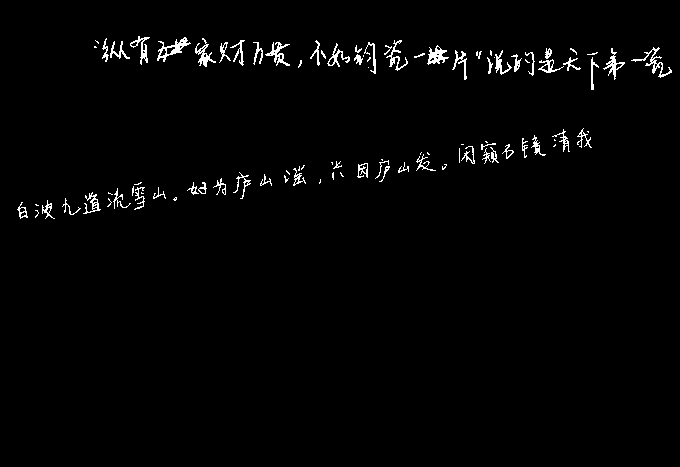 "纵有家财万贯,不如钧瓷一片"说的是天下第一瓷
白波九道流雪山。好为庐山谣,兴因庐山发。闲窥石镜清我